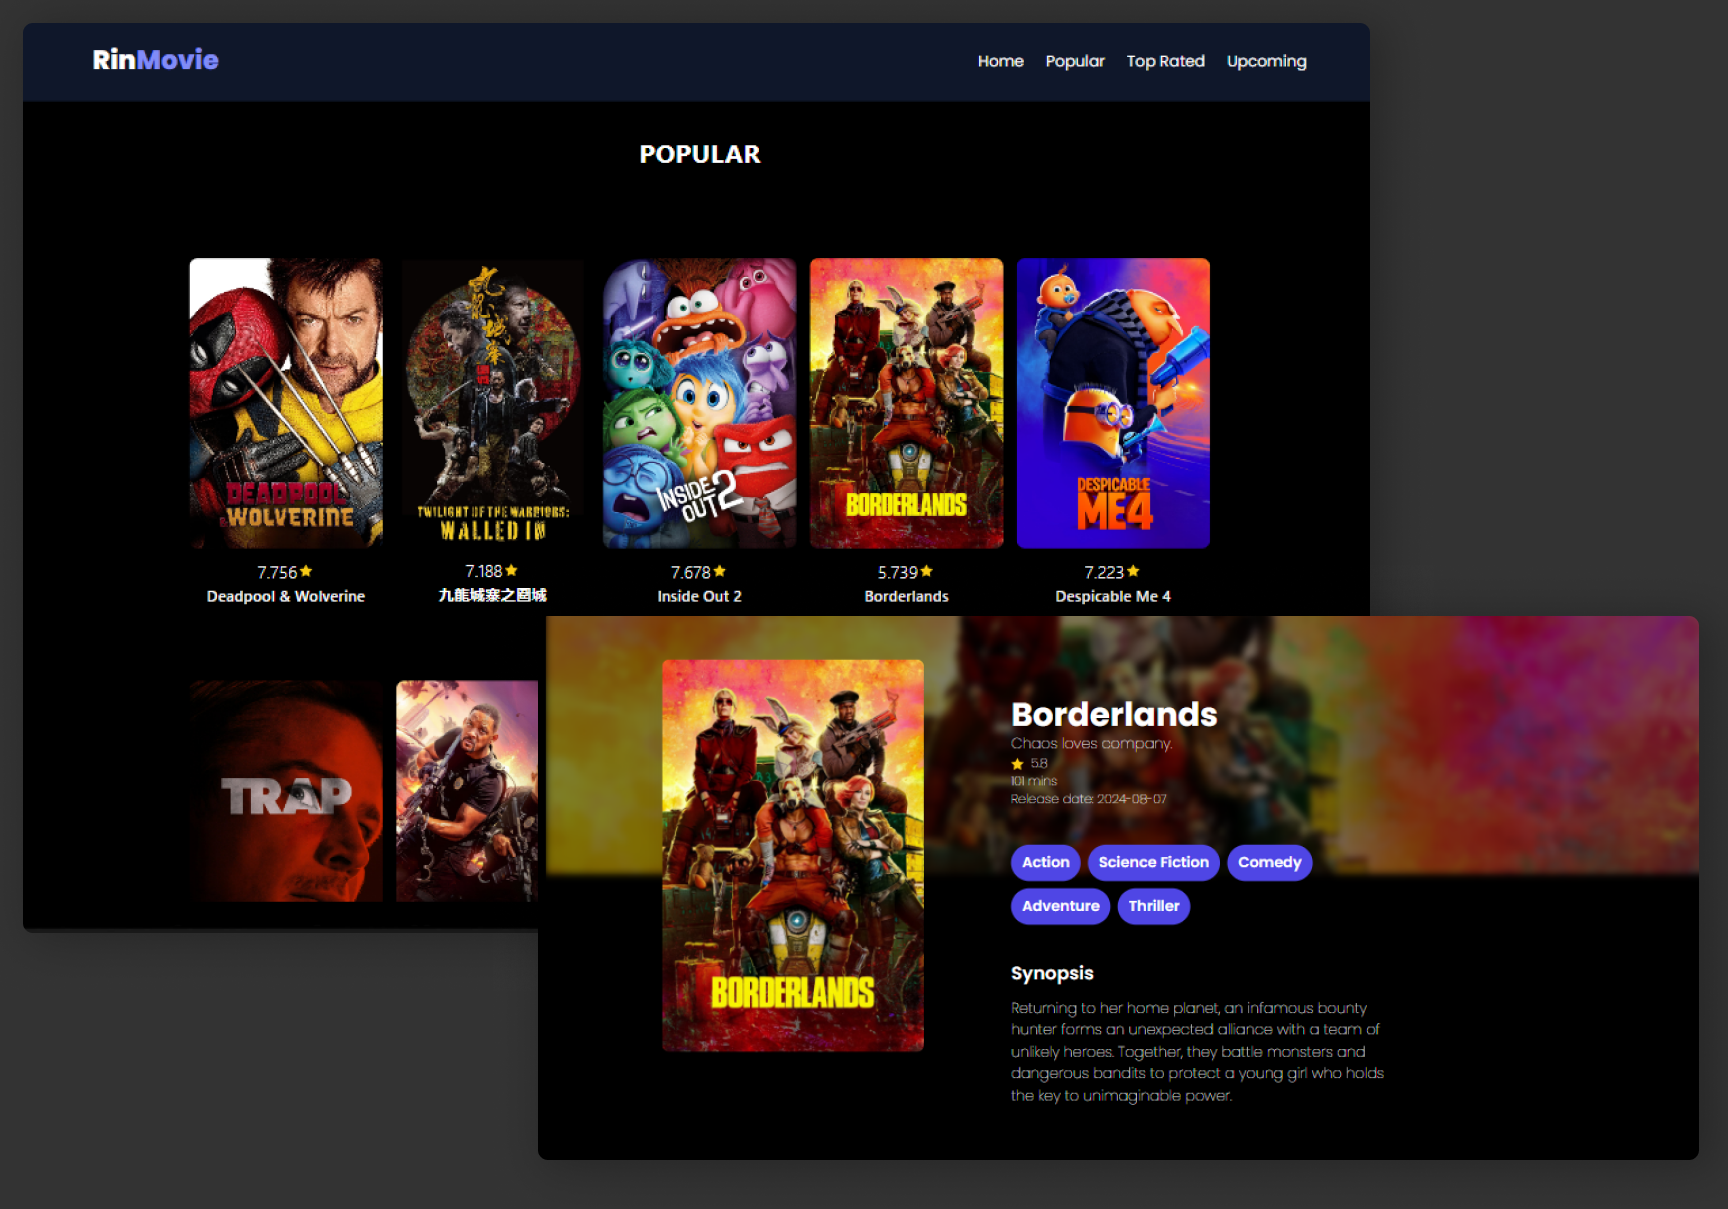 RinMovie
Home Popular Top Rated Upcoming
POPULAR
DEADPOOL
& WOLVERINE
九龍城寨
TWILIGHT OF THE WARRIORS:
WALLED IN
INSIDE
OUT 2
BORDERLANDS
DESPICABLE
ME4
7.756
Deadpool & Wolverine
7.188
九龍城寨之圍城
7.678
Inside Out 2
5.739
Borderlands
7.223
Despicable Me 4
TRAP
BORDERLANDS
Borderlands
Chaos loves company.
5.8
101 mins
Release date: 2024-08-07
Action Science Fiction Comedy
Adventure Thriller
Synopsis
Returning to her home planet, an infamous bounty
hunter forms an unexpected alliance with a team of
unlikely heroes. Together, they battle monsters and
dangerous bandits to protect a young girl who holds
the key to unimaginable power.